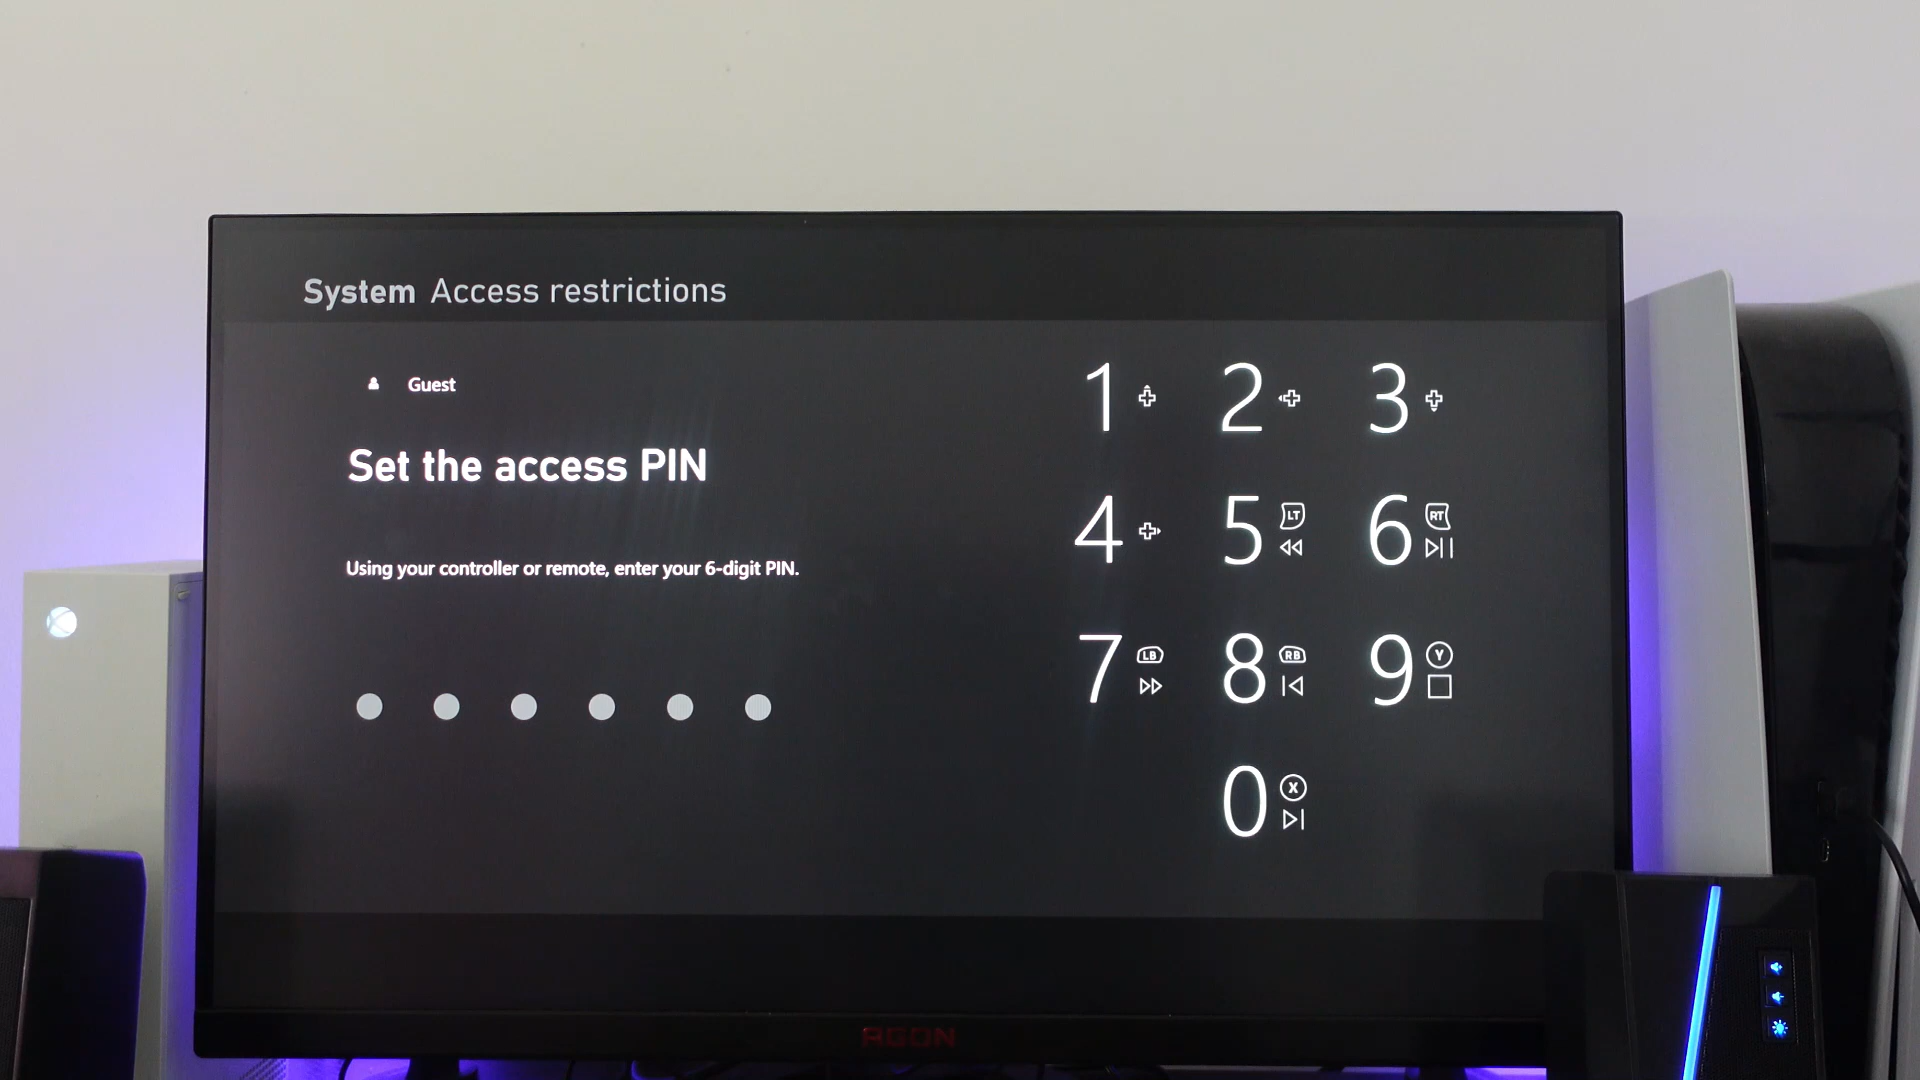 System Access restrictions
Guest
Set the access PIN
Using your controller or remote, enter your 6-digit PIN.
1 2 3
4 5 LT 6 RT
7 LB 8 RB 9 Y
0 X
AGON